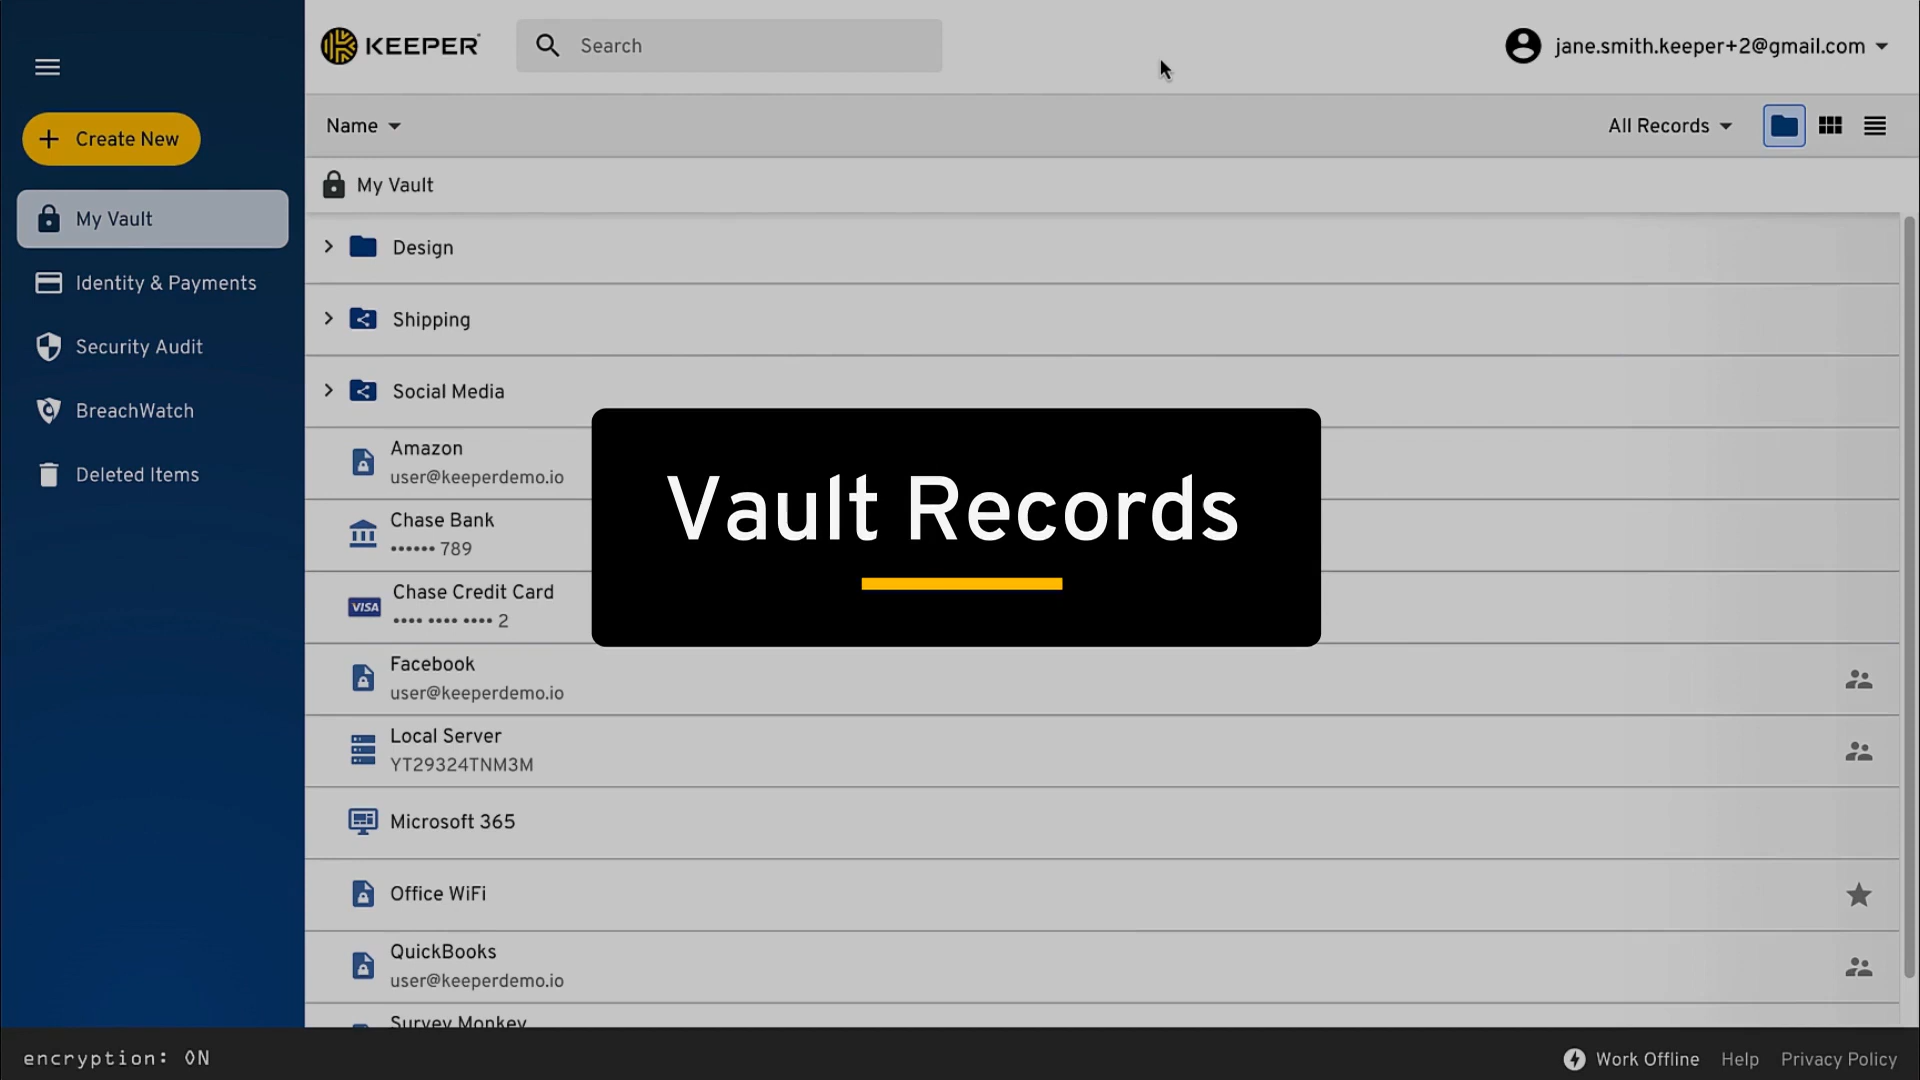 KEEPER
Search
jane.smith.keeper+2@gmail.com
Create New
Name
All Records
My Vault
My Vault
Identity & Payments
Security Audit
BreachWatch
Deleted Items
Design
Shipping
Social Media
Amazon
user@keeperdemo.io
Chase Bank
•••••• 789
VISA
Chase Credit Card
•••• •••• •••• 2
Vault Records
Facebook
user@keeperdemo.io
Local Server
YT29324TNM3M
Microsoft 365
Office WiFi
QuickBooks
user@keeperdemo.io
Survey Monkey
encryption: ON
Work Offline
Help
Privacy Policy